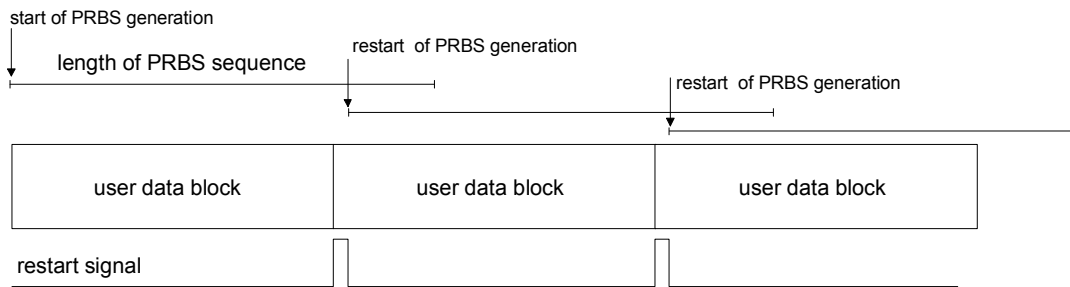 start of PRBS generation
restart of PRBS generation
length of PRBS sequence
restart of PRBS generation
user data block
user data block
user data block
restart signal